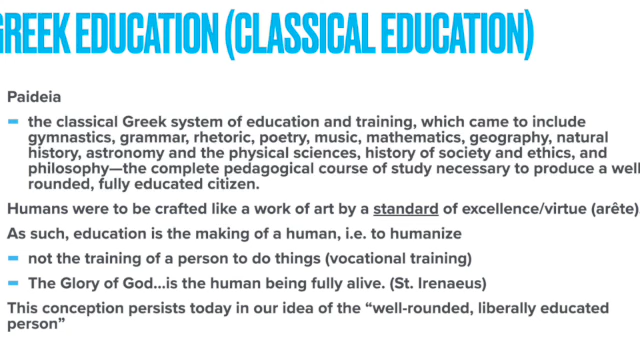 GREEK EDUCATION (CLASSICAL EDUCATION)
Paideia
the classical Greek system of education and training, which came to include
gymnastics, grammar, rhetoric, poetry, music, mathematics, geography, natural
history, astronomy and the physical sciences, history of society and ethics, and
philosophy—the complete pedagogical course of study necessary to produce a well
rounded, fully educated citizen.
Humans were to be crafted like a work of art by a standard of excellence/virtue (arête)
As such, education is the making of a human, i.e. to humanize
not the training of a person to do things (vocational training)
The Glory of God...is the human being fully alive. (St. Irenaeus)
This conception persists today in our idea of the “well-rounded, liberally educated
person”